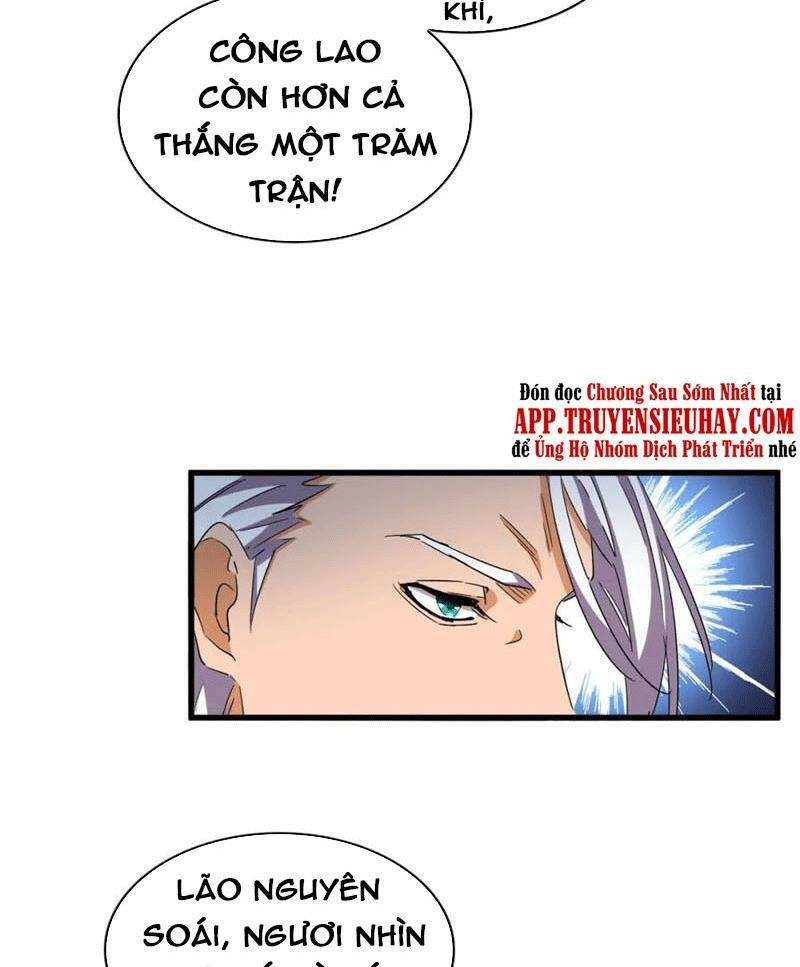 KHÍ,
CÔNG LAO
CÒN HƠN CẢ
THẮNG MỘT TRĂM
TRẬN!
Đón đọc Chương Sau Sớm Nhất tại
APP.TRUYENSIEUHAY.COM
để Ủng Hộ Nhóm Dịch Phát Triển nhé
LÃO NGUYÊN
SOÁI, NGƯƠI NHÌN